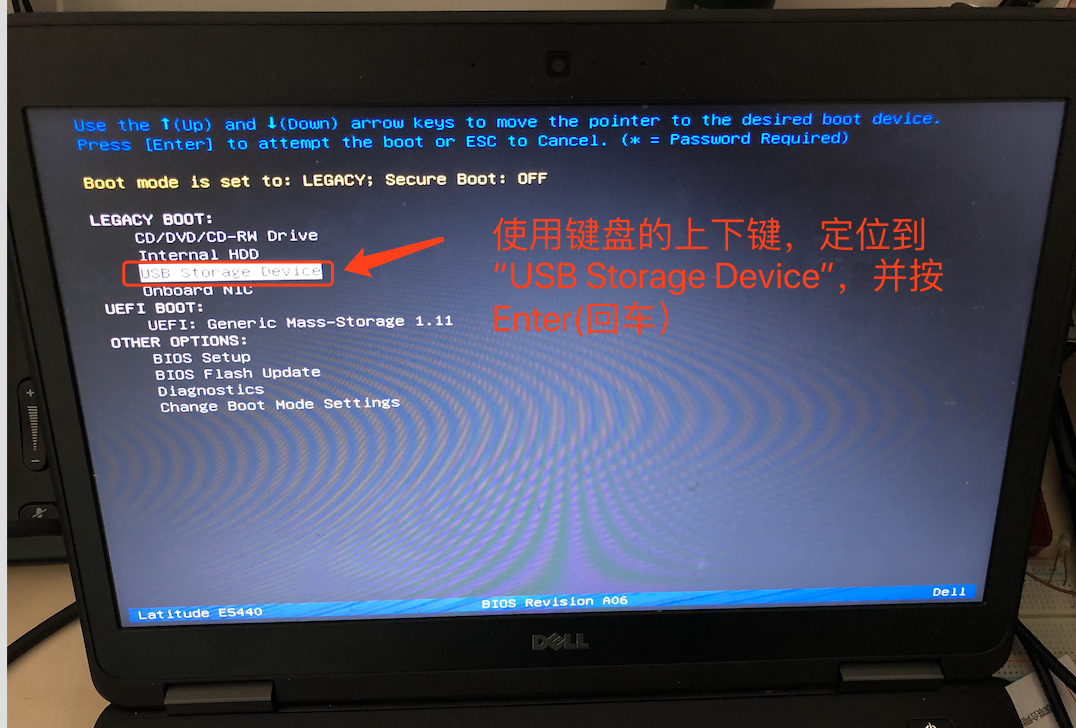 Use the ↑(Up) and ↓(Down) arrow keys to move the pointer to the desired boot device.
Press [Enter] to attempt the boot or ESC to Cancel. (* = Password Required)
Boot mode is set to: LEGACY; Secure Boot: OFF
LEGACY BOOT:
CD/DVD/CD-RW Drive
Internal HDD
USB Storage Device
Onboard NIC
UEFI BOOT:
UEFI: Generic Mass-Storage 1.11
OTHER OPTIONS:
BIOS Setup
BIOS Flash Update
Diagnostics
Change Boot Mode Settings
使用键盘的上下键，定位到
“USB Storage Device”，并按
Enter(回车）
Latitude E5440
BIOS Revision A06
Dell
DELL